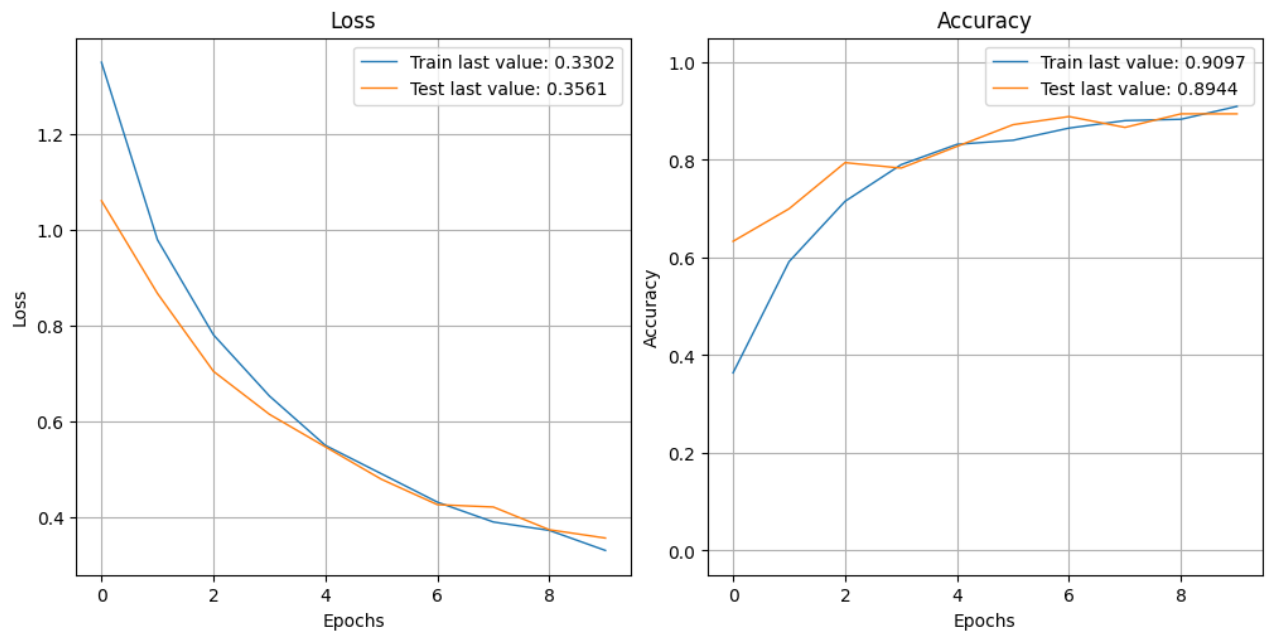 Loss
Train last value: 0.3302
Test last value: 0.3561
1.2
1.0
0.8
0.6
0.4
Loss
0
2
4
6
8
Epochs
Accuracy
Train last value: 0.9097
Test last value: 0.8944
1.0
0.8
0.6
0.4
0.2
0.0
Accuracy
0
2
4
6
8
Epochs